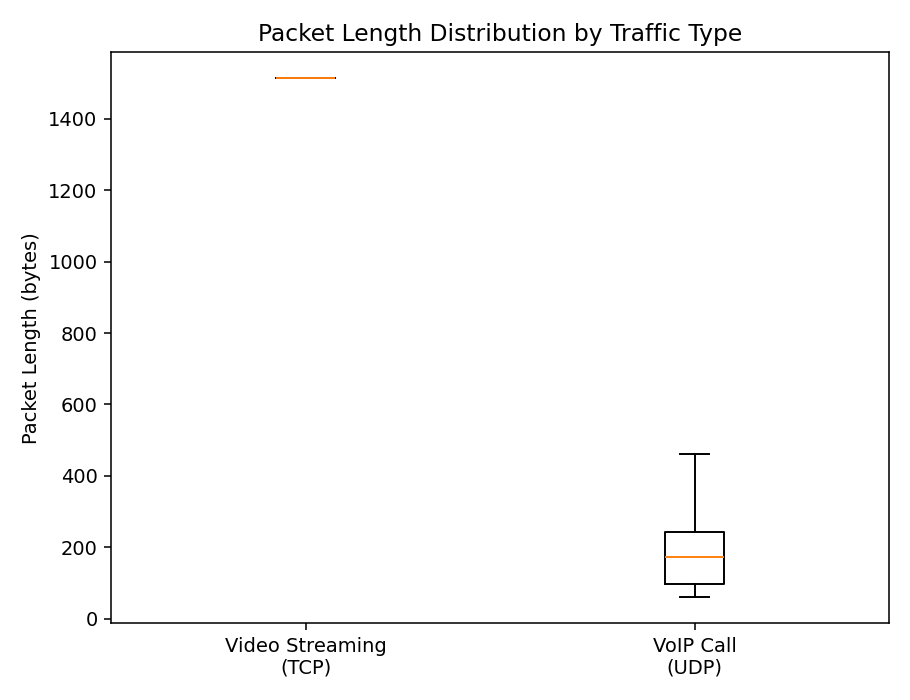 Packet Length Distribution by Traffic Type
Packet Length (bytes)
1400
1200
1000
800
600
400
200
0
Video Streaming
(TCP)
VoIP Call
(UDP)